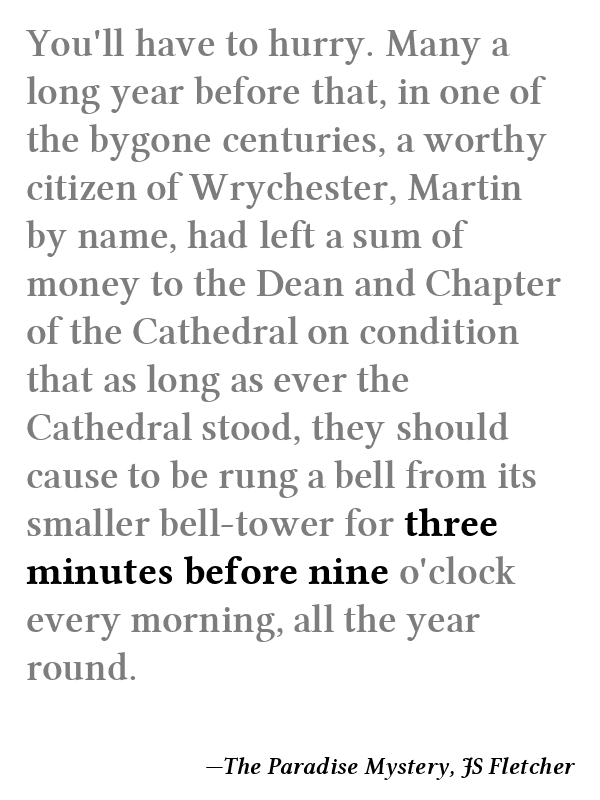 You'll have to hurry. Many a
long year before that, in one of
the bygone centuries, a worthy
citizen of Wrychester, Martin
by name, had left a sum of
money to the Dean and Chapter
of the Cathedral on condition
that as long as ever the
Cathedral stood, they should
cause to be rung a bell from its
smaller bell-tower for three
minutes before nine o'clock
every morning, all the year
round.
—The Paradise Mystery, JS Fletcher